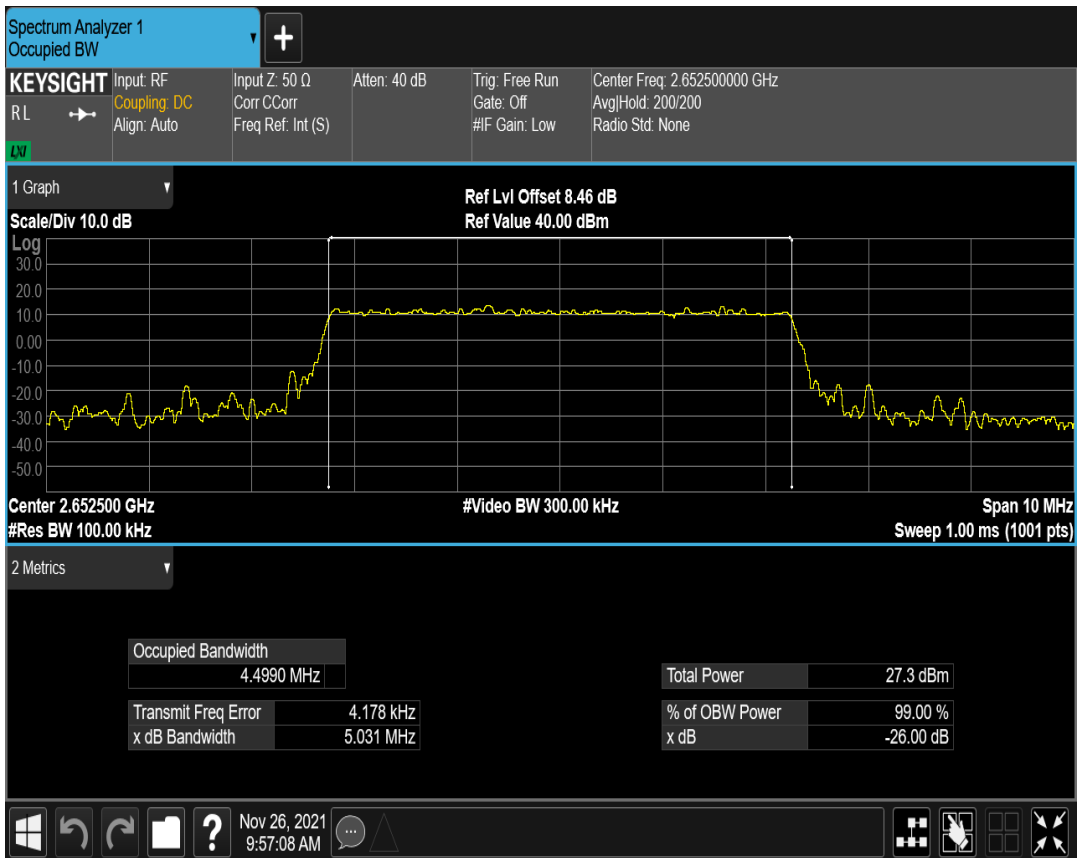 Spectrum Analyzer 1
Occupied BW
+
KEYSIGHT
R L
LXI
Input: RF
Coupling: DC
Align: Auto
Input Z: 50 Ω
Corr CCorr
Freq Ref: Int (S)
Atten: 40 dB
Trig: Free Run
Gate: Off
#IF Gain: Low
Center Freq: 2.652500000 GHz
Avg|Hold: 200/200
Radio Std: None
1 Graph
Scale/Div 10.0 dB
Ref Lvl Offset 8.46 dB
Ref Value 40.00 dBm
Log
30.0
20.0
10.0
0.00
-10.0
-20.0
-30.0
-40.0
-50.0
Center 2.652500 GHz
#Res BW 100.00 kHz
#Video BW 300.00 kHz
Span 10 MHz
Sweep 1.00 ms (1001 pts)
2 Metrics
Occupied Bandwidth
4.4990 MHz
Transmit Freq Error 4.178 kHz
x dB Bandwidth 5.031 MHz
Total Power 27.3 dBm
% of OBW Power 99.00 %
x dB -26.00 dB
?
Nov 26, 2021
9:57:08 AM